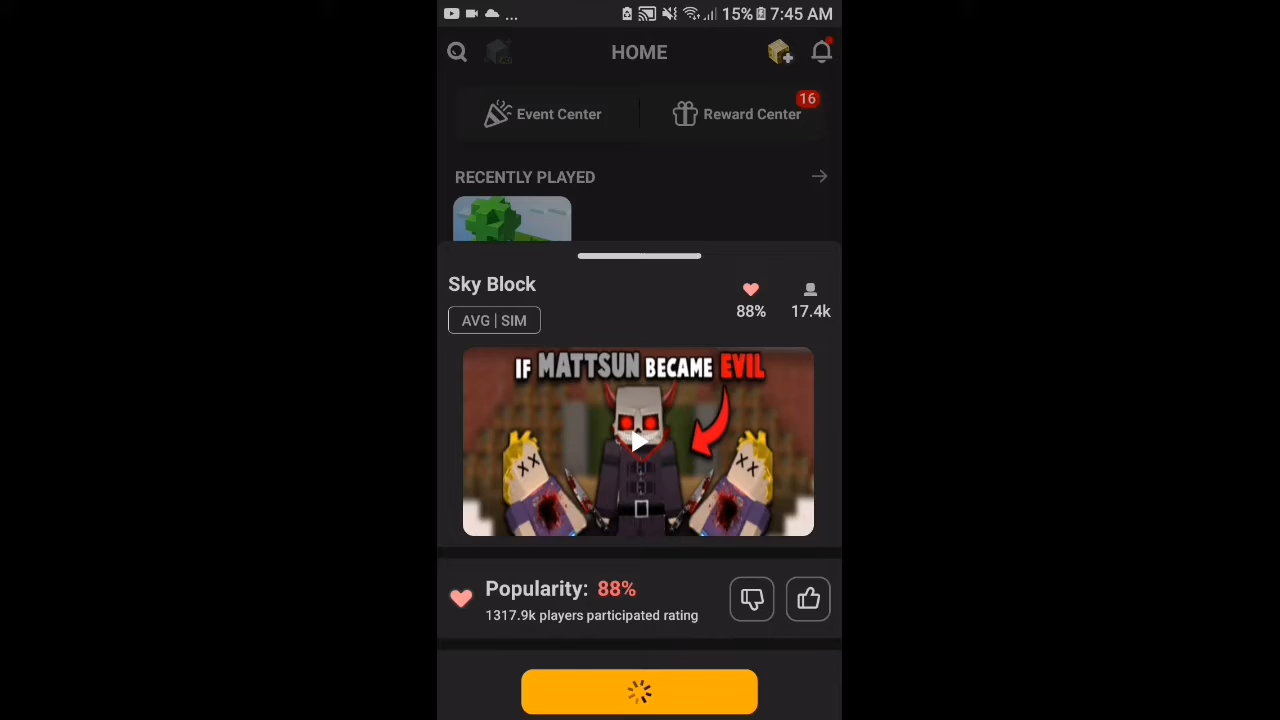 ... 15% 7:45 AM
HOME
Event Center
Reward Center
16
RECENTLY PLAYED
Sky Block
88%
17.4k
AVG | SIM
IF MATTSUN BECAME EVIL
Popularity: 88%
1317.9k players participated rating